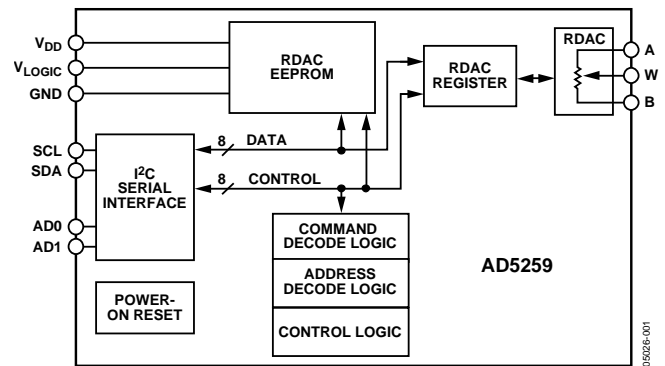 VDD
VLOGIC
GND
SCL
SDA
AD0
AD1
RDAC
EEPROM
RDAC
REGISTER
RDAC
A
W
B
8 DATA
8 CONTROL
I2C
SERIAL
INTERFACE
COMMAND
DECODE LOGIC
ADDRESS
DECODE LOGIC
CONTROL LOGIC
POWER-
ON RESET
AD5259
05026-001